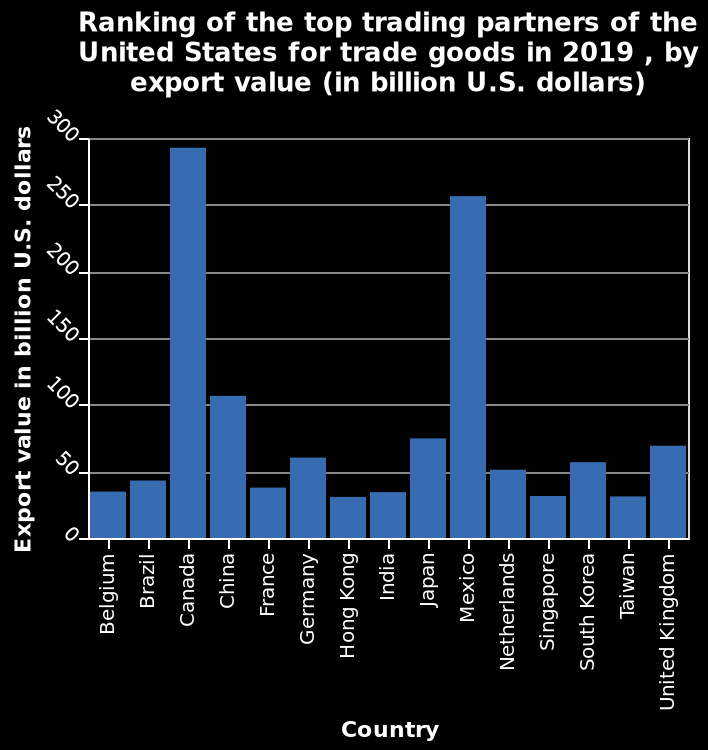 Ranking of the top trading partners of the
United States for trade goods in 2019 , by
export value (in billion U.S. dollars)
Export value in billion U.S. dollars
300
250
200
150
100
50
0
Belgium
Brazil
Canada
China
France
Germany
Hong Kong
India
Japan
Mexico
Netherlands
Singapore
South Korea
Taiwan
United Kingdom
Country